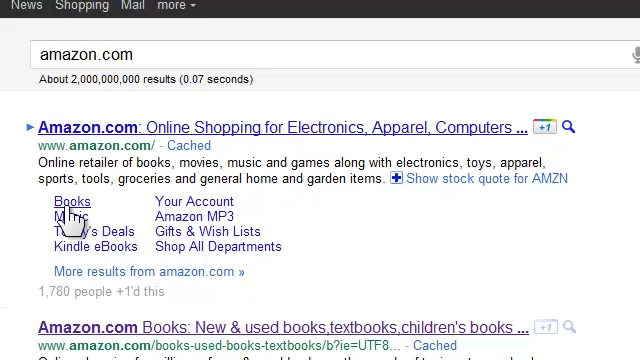 News Shopping Mail more
amazon.com
About 2,000,000,000 results (0.07 seconds)
Amazon.com: Online Shopping for Electronics, Apparel, Computers ... +1
www.amazon.com/ - Cached
Online retailer of books, movies, music and games along with electronics, toys, apparel,
sports, tools, groceries and general home and garden items. Show stock quote for AMZN
Books Your Account
Amazon MP3
Deals Gifts & Wish Lists
Kindle eBooks Shop All Departments
More results from amazon.com »
1,780 people +1'd this
Amazon.com Books: New & used books,textbooks,children's books ... +1
www.amazon.com/books-used-books-textbooks/b?ie=UTF8... - Cached